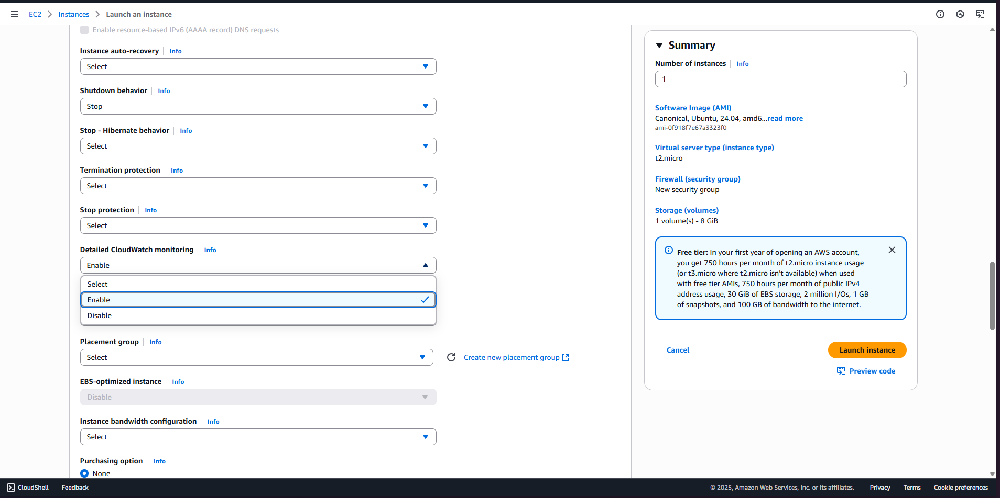 EC2 Instances Launch an instance
Enable resource-based IPv6 (AAAA record) DNS requests
Instance auto-recovery Info
Select
Shutdown behavior Info
Stop
Stop - Hibernate behavior Info
Select
Termination protection Info
Select
Stop protection Info
Select
Detailed CloudWatch monitoring Info
Enable
Select
Enable
Disable
Placement group Info
Select
Create new placement group
EBS-optimized instance Info
Disable
Instance bandwidth configuration Info
Select
Purchasing option Info
None
Summary
Number of instances Info
1
Software Image (AMI)
Canonical, Ubuntu, 24.04, amd6...read more
ami-0f918f7e67a3323f0
Virtual server type (instance type)
t2.micro
Firewall (security group)
New security group
Storage (volumes)
1 volume(s) - 8 GiB
Free tier: In your first year of opening an AWS account,
you get 750 hours per month of t2.micro instance usage
(or t3.micro where t2.micro isn't available) when used
with free tier AMIs, 750 hours per month of public IPv4
address usage, 30 GiB of EBS storage, 2 million I/Os, 1 GB
of snapshots, and 100 GB of bandwidth to the internet.
Cancel
Launch instance
Preview code
CloudShell Feedback
© 2025, Amazon Web Services, Inc. or its affiliates. Privacy Terms Cookie preferences